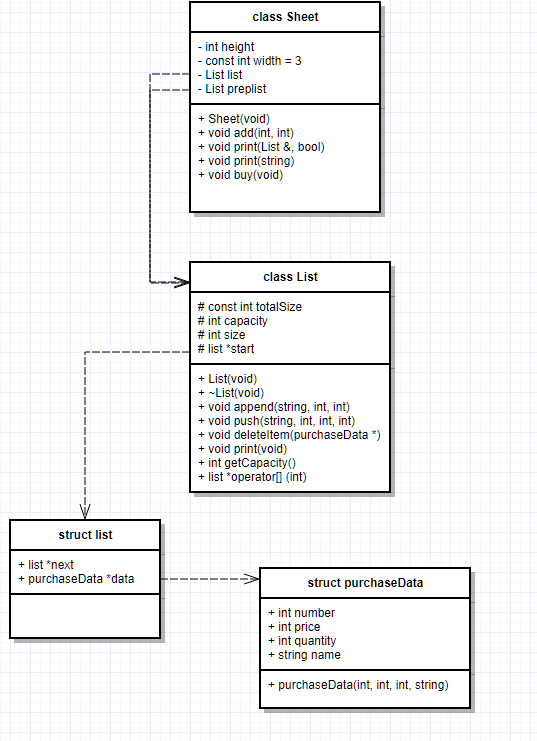 class Sheet
- int height
- const int width = 3
- List list
- List preplist
+ Sheet(void)
+ void add(int, int)
+ void print(List &, bool)
+ void print(string)
+ void buy(void)
class List
# const int totalSize
# int capacity
# int size
# list *start
+ List(void)
+ ~List(void)
+ void append(string, int, int)
+ void push(string, int, int, int)
+ void deleteItem(purchaseData *)
+ void print(void)
+ int getCapacity()
+ list *operator[] (int)
struct list
+ list *next
+ purchaseData *data
struct purchaseData
+ int number
+ int price
+ int quantity
+ string name
+ purchaseData(int, int, int, string)